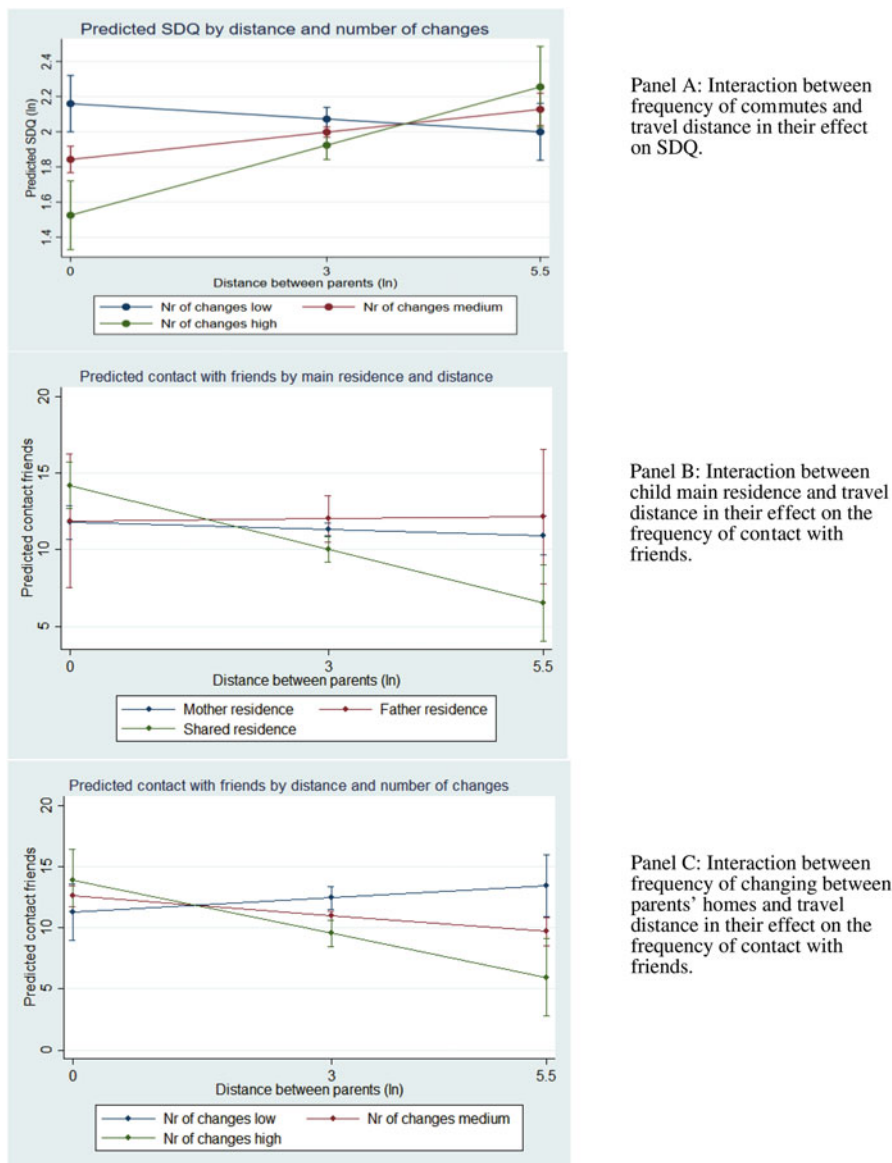 Predicted SDQ by distance and number of changes
Predicted SDQ (ln)
2.4
2.2
2
1.8
1.6
1.4
0 3 5.5
Distance between parents (ln)
Nr of changes low Nr of changes medium
Nr of changes high
Panel A: Interaction between
frequency of commutes and
travel distance in their effect
on SDQ.
Predicted contact with friends by main residence and distance
Predicted contact friends
20
15
10
5
0 3 5.5
Distance between parents (ln)
Mother residence Father residence
Shared residence
Panel B: Interaction between
child main residence and travel
distance in their effect on the
frequency of contact with
friends.
Predicted contact with friends by distance and number of changes
Predicted contact friends
20
15
10
5
0
0 3 5.5
Distance between parents (ln)
Nr of changes low Nr of changes medium
Nr of changes high
Panel C: Interaction between
frequency of changing between
parents’ homes and travel
distance in their effect on the
frequency of contact with
friends.